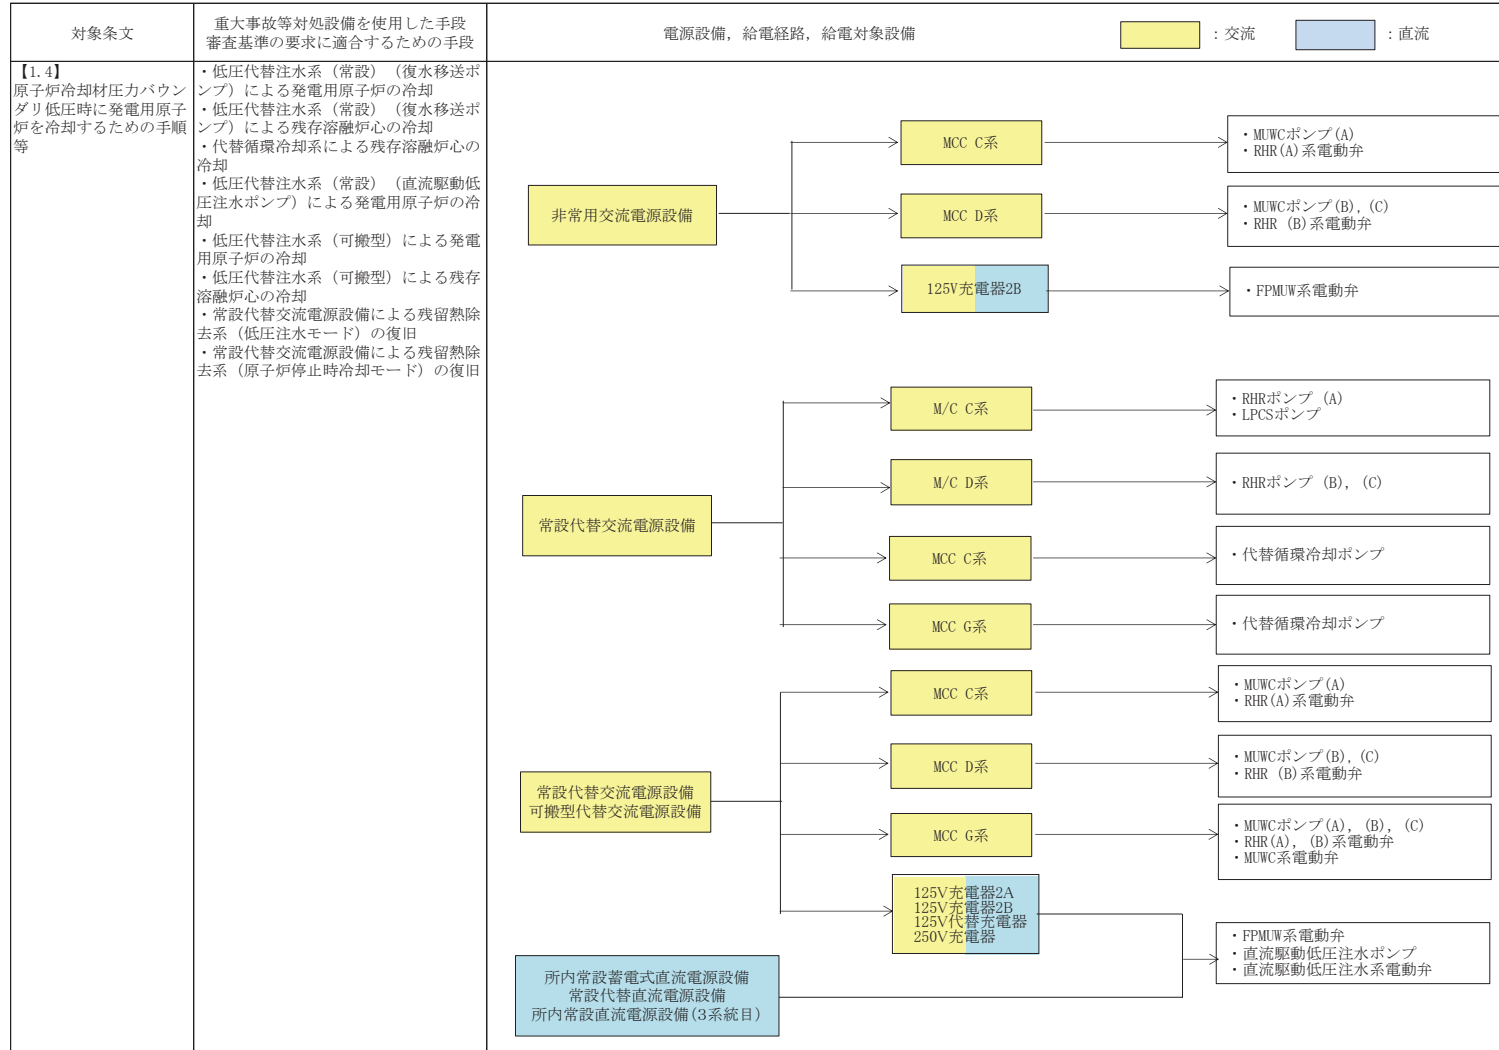 対象条文
重大事故等対処設備を使用した手段
審査基準の要求に適合するための手段
電源設備，給電経路，給電対象設備
：交流
：直流
【1.4】
原子炉冷却材圧力バウン
ダリ低圧時に発電用原子
炉を冷却するための手順
等
・低圧代替注水系（常設）（復水移送ポ
ンプ）による発電用原子炉の冷却
・低圧代替注水系（常設）（復水移送ポ
ンプ）による残存溶融炉心の冷却
・代替循環冷却系による残存溶融炉心の
冷却
・低圧代替注水系（常設）（直流駆動低
圧注水ポンプ）による発電用原子炉の冷
却
・低圧代替注水系（可搬型）による発電
用原子炉の冷却
・低圧代替注水系（可搬型）による残存
溶融炉心の冷却
・常設代替交流電源設備による残留熱除
去系（低圧注水モード）の復旧
・常設代替交流電源設備による残留熱除
去系（原子炉停止時冷却モード）の復旧
非常用交流電源設備
MCC C系
・MUWCポンプ(A)
・RHR(A)系電動弁
MCC D系
・MUWCポンプ(B), (C)
・RHR (B)系電動弁
125V充電器2B
・FPMUW系電動弁
常設代替交流電源設備
M/C C系
・RHRポンプ (A)
・LPCSポンプ
M/C D系
・RHRポンプ (B), (C)
MCC C系
・代替循環冷却ポンプ
MCC G系
・代替循環冷却ポンプ
常設代替交流電源設備
可搬型代替交流電源設備
MCC C系
・MUWCポンプ(A)
・RHR(A)系電動弁
MCC D系
・MUWCポンプ(B), (C)
・RHR (B)系電動弁
MCC G系
・MUWCポンプ(A), (B), (C)
・RHR(A), (B)系電動弁
・MUWC系電動弁
125V充電器2A
125V充電器2B
125V代替充電器
250V充電器
・FPMUW系電動弁
・直流駆動低圧注水ポンプ
・直流駆動低圧注水系電動弁
所内常設蓄電式直流電源設備
常設代替直流電源設備
所内常設直流電源設備(3系統目)